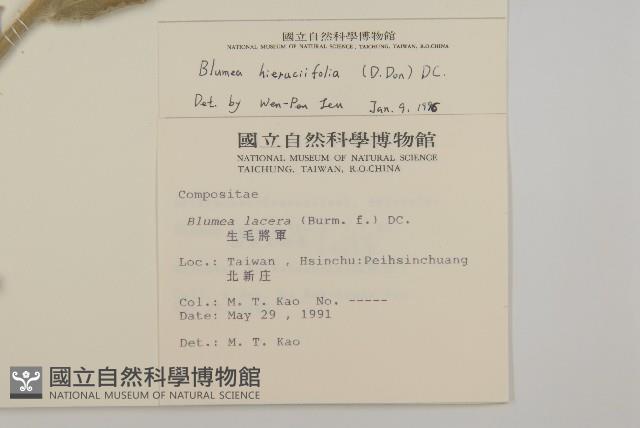 國立自然科學博物館
NATIONAL MUSEUM OF NATURAL SCIENCE, TAICHUNG, TAIWAN, R.O.CHINA
Blumea hieraciifolia (D. Don) DC.
Det. by Wen-Pen Leu Jan. 9. 1996
國立自然科學博物館
NATIONAL MUSEUM OF NATURAL SCIENCE
TAICHUNG, TAIWAN, R.O.CHINA
Compositae
Blumea lacera (Burm. f.) DC.
生毛將軍
Loc.: Taiwan , Hsinchu:Peihsinchuang
北新庄
Col.: M. T. Kao No. -----
Date: May 29 , 1991
Det.: M. T. Kao
國立自然科學博物館
NATIONAL MUSEUM OF NATURAL SCIENCE